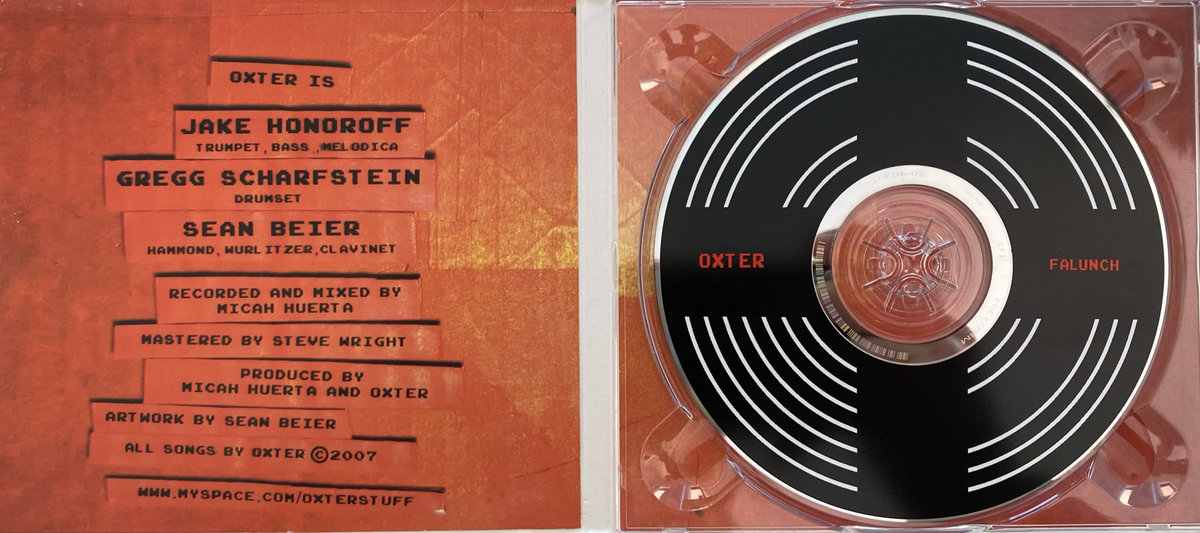 OXTER IS
JAKE HONOROFF
TRUMPET, BASS, MELODICA
GREGG SCHARFSTEIN
DRUMSET
SEAN BEIER
HAMMOND, WURLITZER, CLAVINET
RECORDED AND MIXED BY
MICAH HUERTA
MASTERED BY STEVE WRIGHT
PRODUCED BY
MICAH HUERTA AND OXTER
ARTWORK BY SEAN BEIER
ALL SONGS BY OXTER ©2007
WWW.MYSPACE.COM/OXTERSTUFF
OXTER
FALUNCH